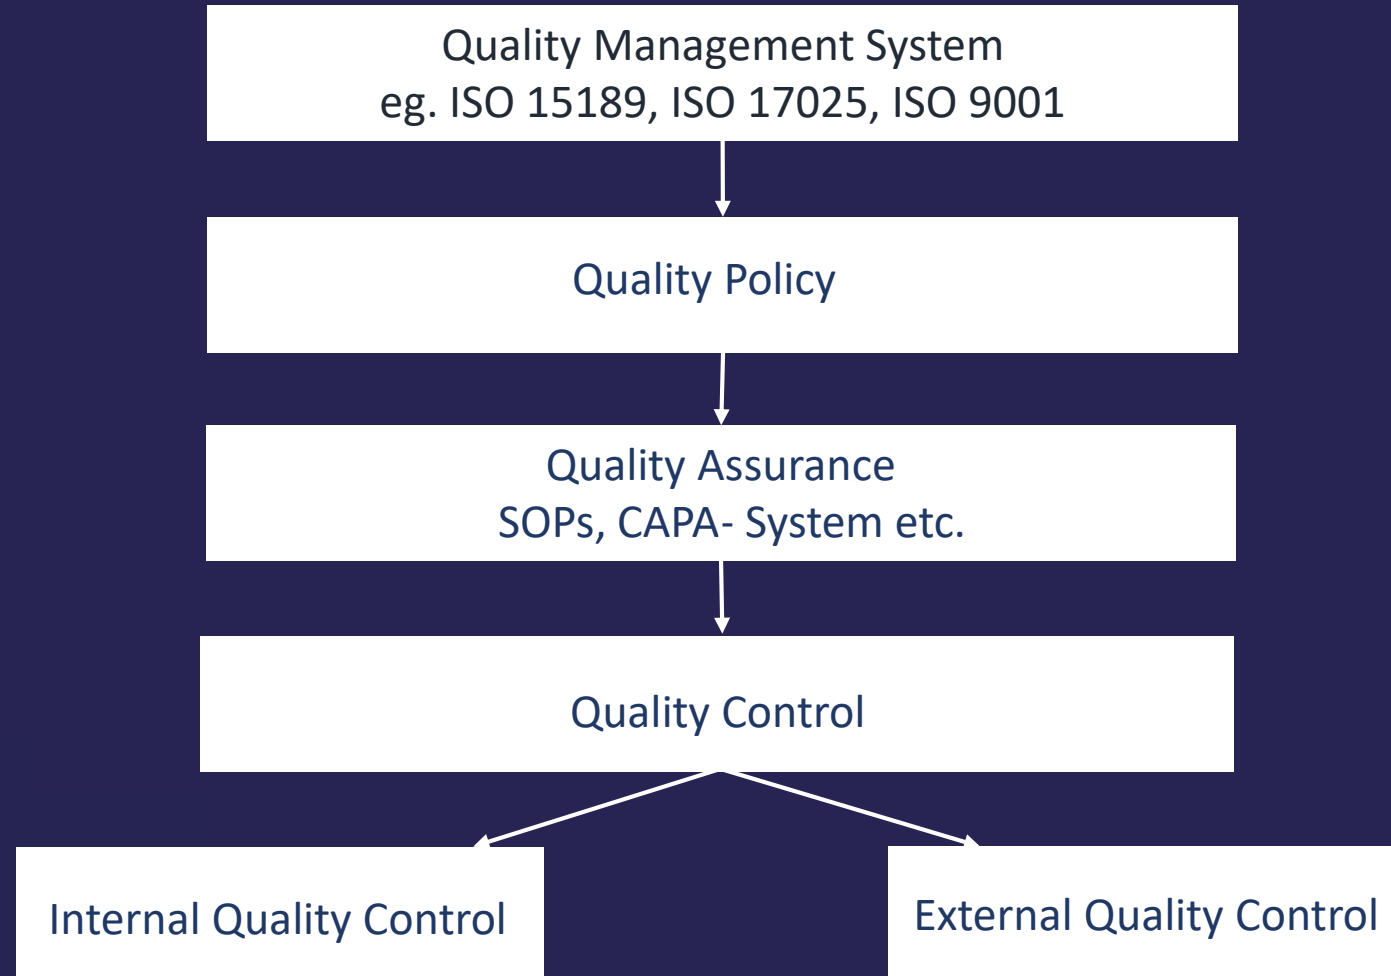 Quality Management System
eg. ISO 15189, ISO 17025, ISO 9001
Quality Policy
Quality Assurance
SOPs, CAPA- System etc.
Quality Control
Internal Quality Control
External Quality Control